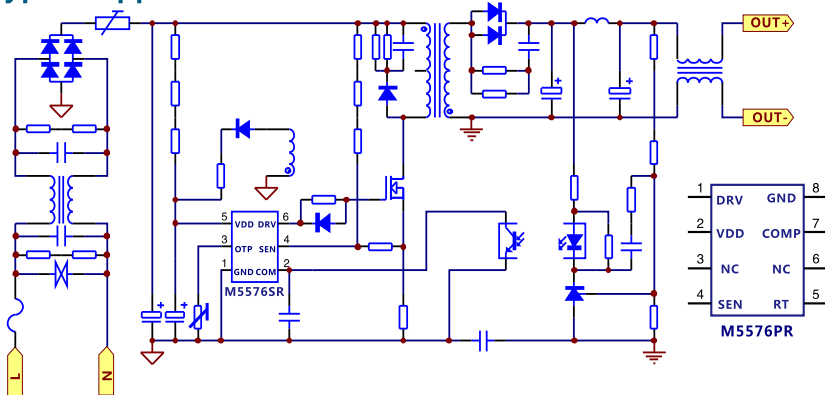 OUT+
OUT-
5 VDD DRV 6
3 OTP SEN 4
1 GND COM 2
M5576SR
1 DRV GND 8
2 VDD COMP 7
3 NC NC 6
4 SEN RT 5
M5576PR
L
N